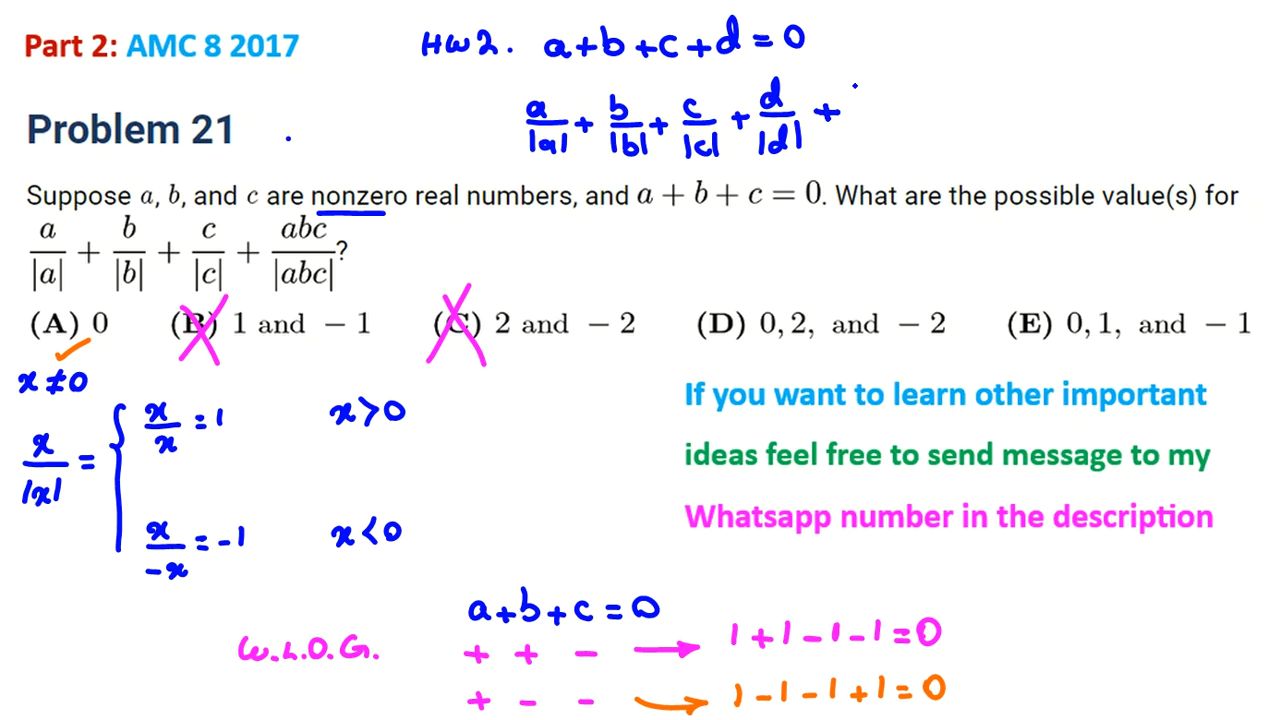 Part 2: AMC 8 2017
HW 2. a+b+c+d=0
a/|a| + b/|b| + c/|c| + d/|d| +
Problem 21
Suppose a, b, and c are nonzero real numbers, and a + b + c = 0. What are the possible value(s) for
a/|a| + b/|b| + c/|c| + abc/|abc|?
(A) 0 (B) 1 and − 1 (C) 2 and − 2 (D) 0, 2, and − 2 (E) 0, 1, and − 1
x≠0
x/|x| = { x/x = 1 x>0
x/-x = -1 x<0
If you want to learn other important
ideas feel free to send message to my
Whatsapp number in the description
a+b+c=0
W.L.O.G. + + - → 1+1-1-1=0
+ - - → 1-1-1+1=0